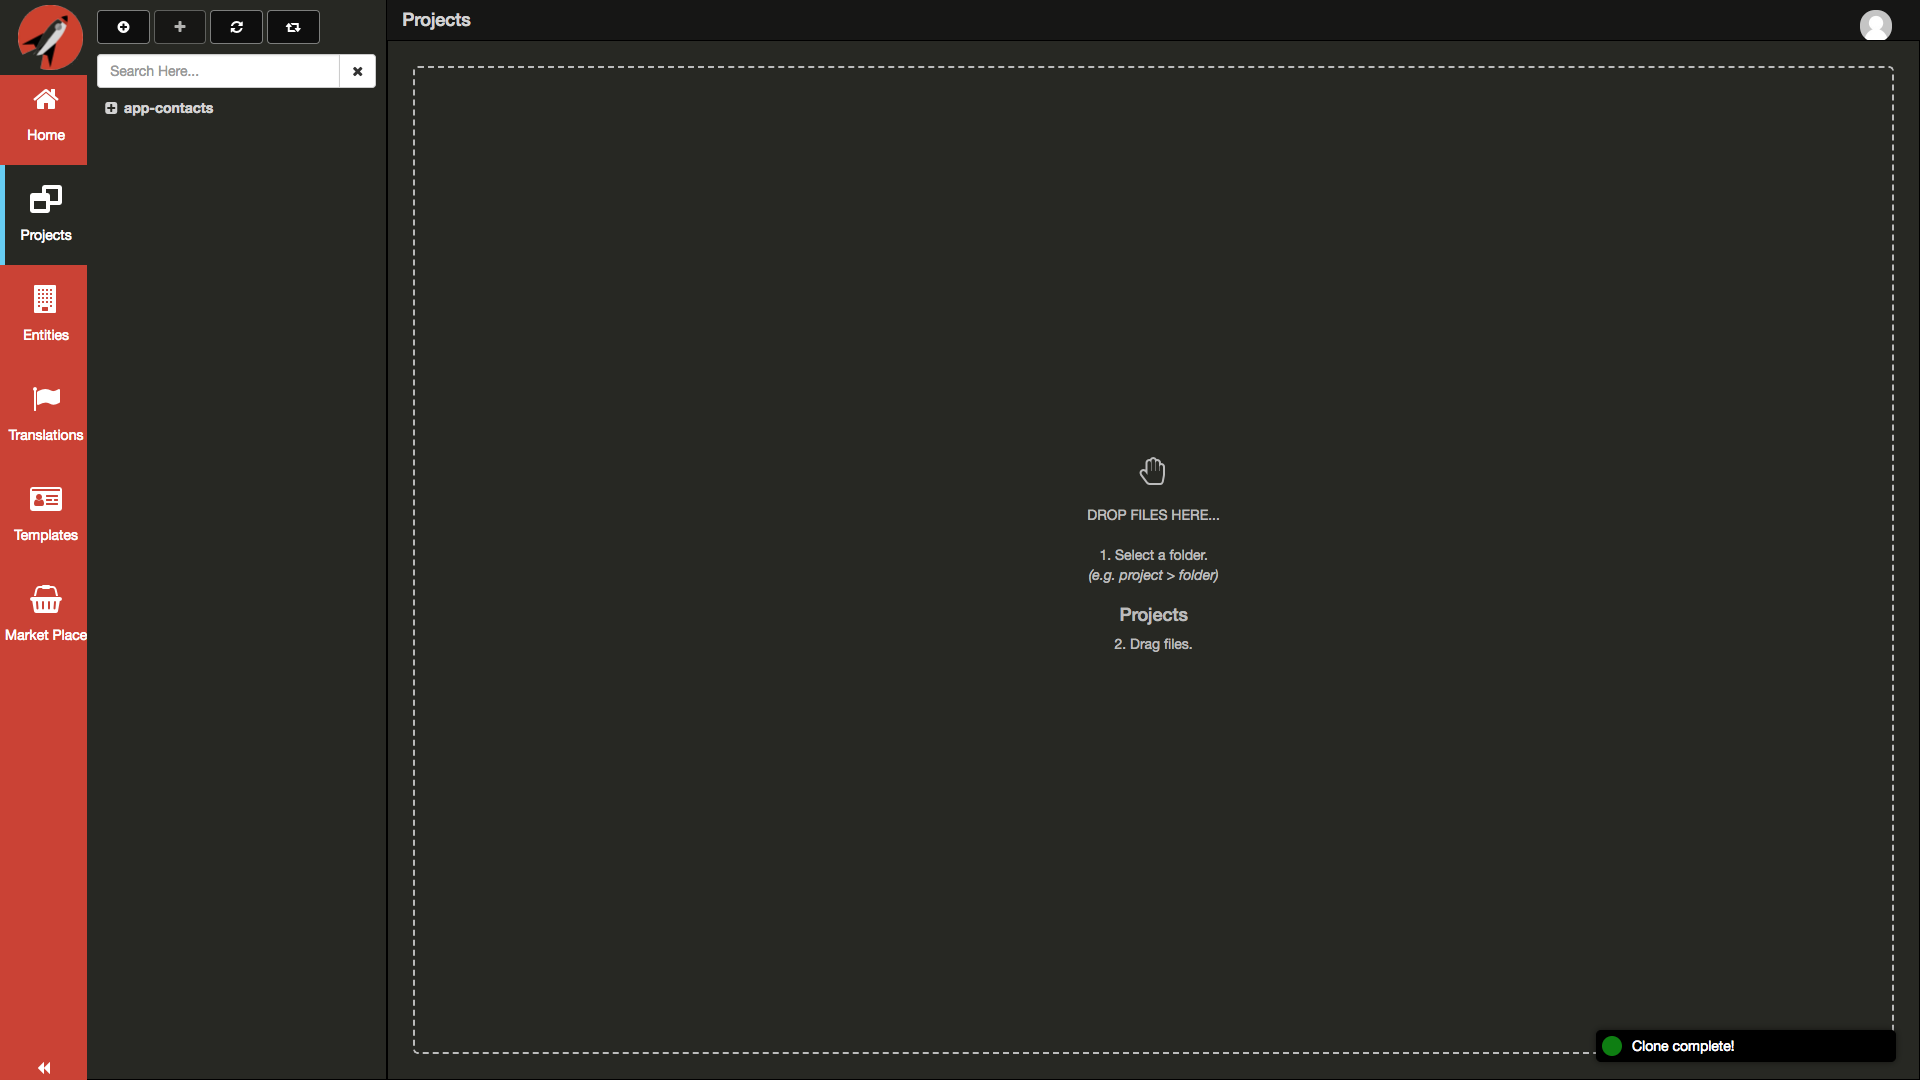 Projects
Search Here...
app-contacts
Home
Projects
Entities
Translations
Templates
Market Place
DROP FILES HERE...
1. Select a folder.
(e.g. project > folder)
Projects
2. Drag files.
Clone complete!